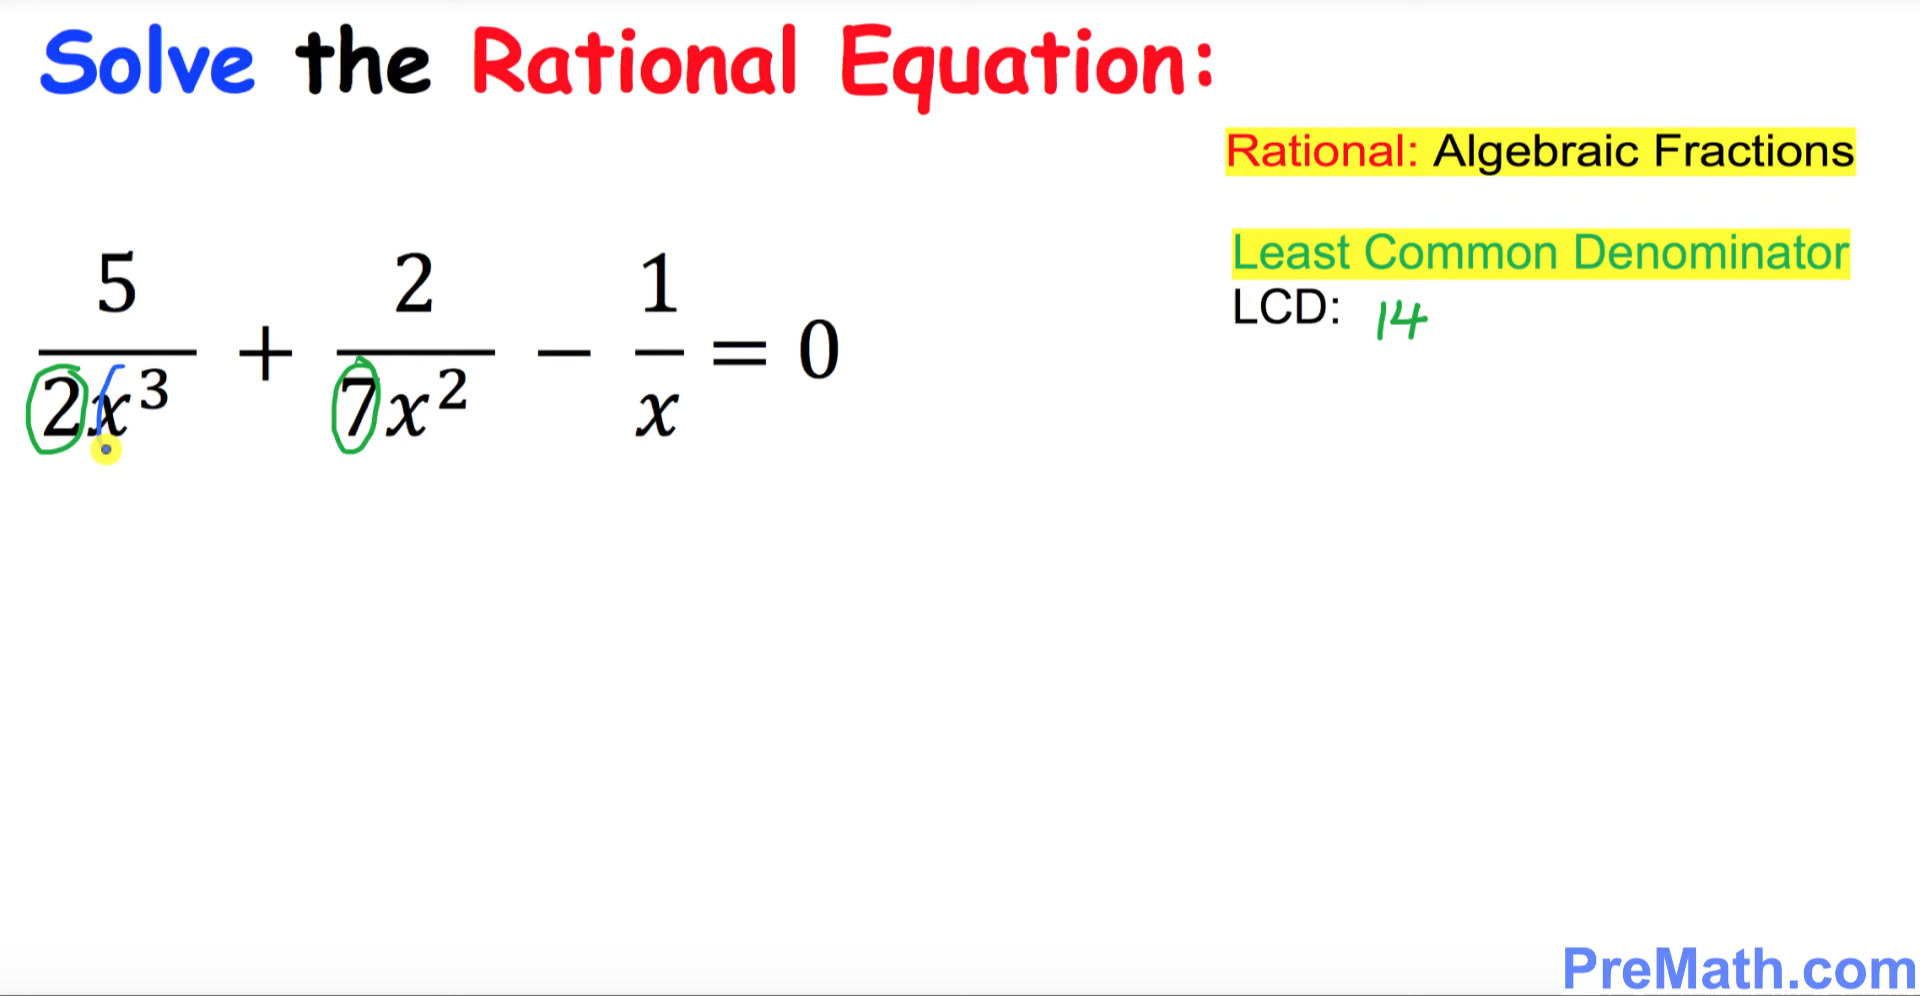 Solve the Rational Equation:
Rational: Algebraic Fractions
Least Common Denominator
LCD: 14
5/(2x³) + 2/(7x²) − 1/x = 0
PreMath.com